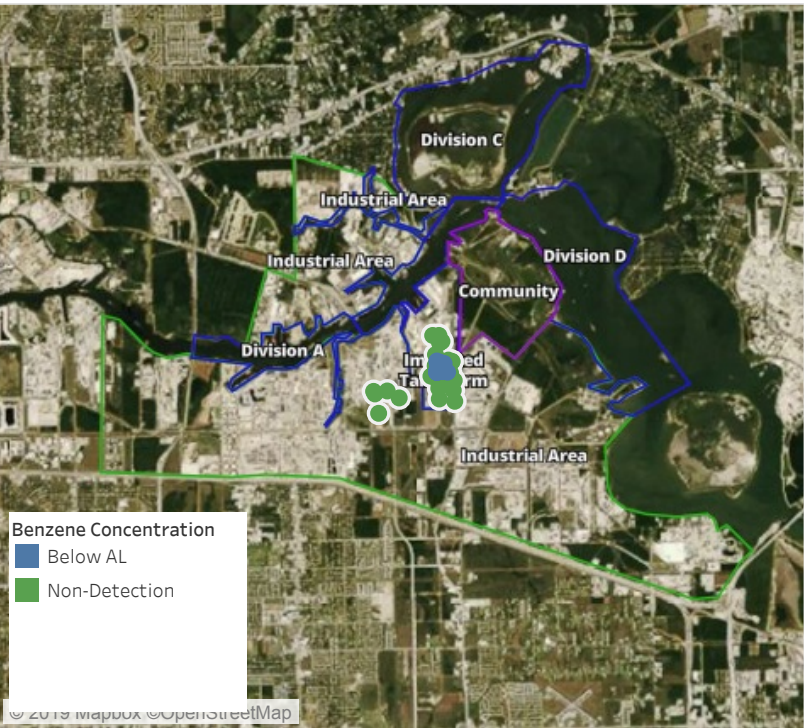 Division C
Industrial Area
Industrial Area
Division D
Community
Division A
Industrial Area
Benzene Concentration
Below AL
Non-Detection
© 2019 Mapbox ©OpenStreetMap